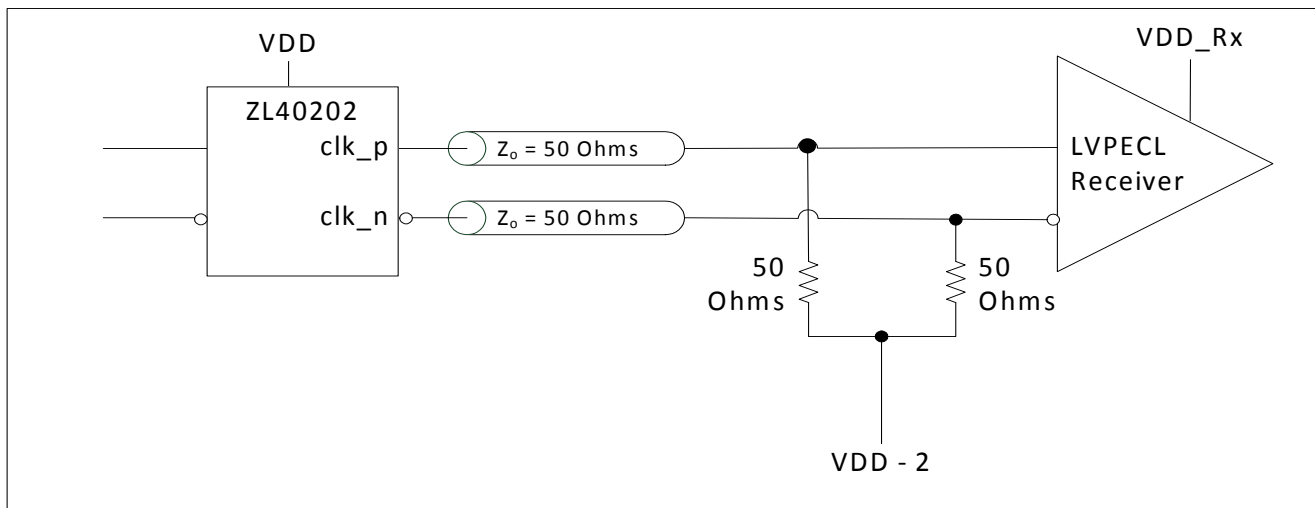 VDD
VDD_Rx
ZL40202
clk_p
Zₒ = 50 Ohms
LVPECL
Receiver
clk_n
Zₒ = 50 Ohms
50
Ohms
50
Ohms
VDD - 2